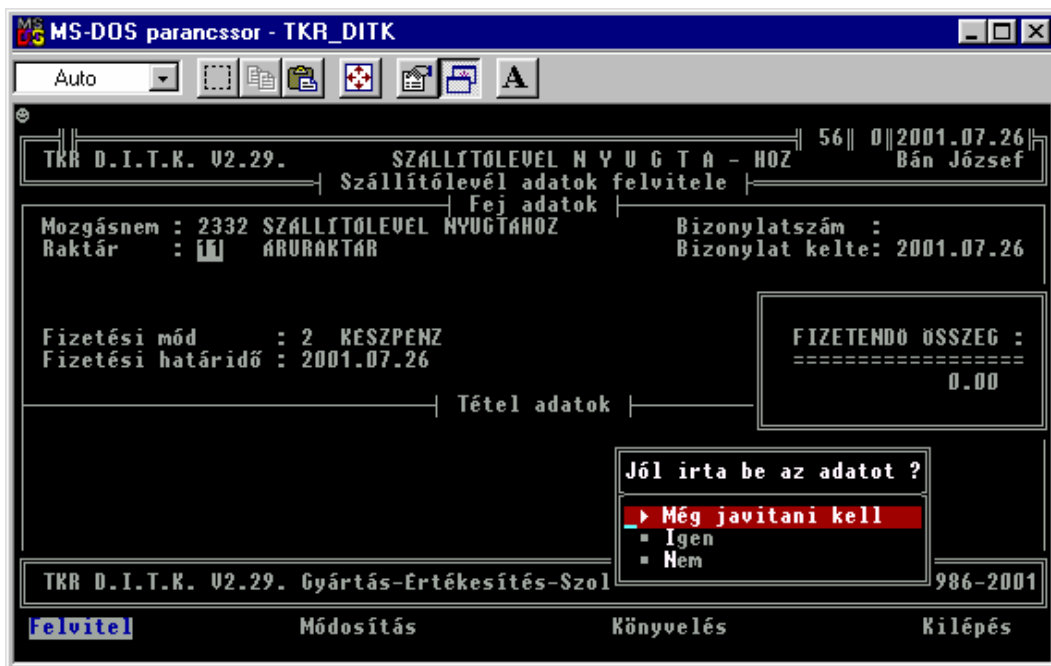 MS-DOS parancssor - TKR_DITK
Auto
A
56 0 2001.07.26
TKR D.I.T.K. V2.29. SZÁLLÍTÓLEVÉL N Y U G T A - HOZ Bán József
Szállítólevél adatok felvitele
Fej adatok
Mozgásnem : 2332 SZÁLLÍTÓLEVÉL NYUGTÁHOZ Bizonylatszám :
Raktár : 11 ÁRURAKTÁR Bizonylat kelte: 2001.07.26
Fizetési mód : 2 KÉSZPÉNZ FIZETENDŐ ÖSSZEG :
Fizetési határidő : 2001.07.26 ==================
0.00
Tétel adatok
Jól irta be az adatot ?
Még javitani kell
Igen
Nem
TKR D.I.T.K. V2.29. Gyártás-Értékesítés-Szol 986-2001
Felvitel Módosítás Könyvelés Kilépés